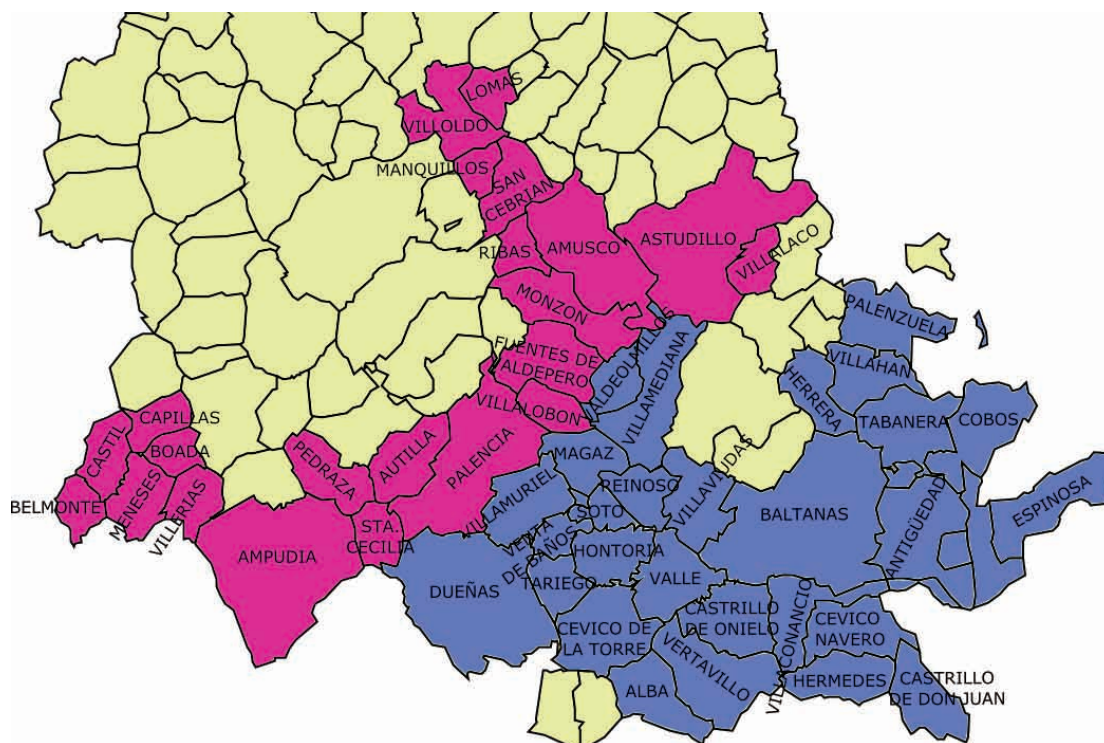 LOMAS
VILLOLDO
MANQUILLOS
SAN
CEBRIAN
RIBAS
AMUSCO
ASTUDILLO
VILLALACO
MONZON
PALENZUELA
FUENTES DE
ALDEPERO
VALDEOLMILLOS
VILLAMEDIANA
VILLAHAN
HERRERA
TABANERA
COBOS
CAPILLAS
CASTIL
BOADA
VILLALOBON
PEDRAZA
AUTILLA
PALENCIA
MAGAZ
BELMONTE
MENESES
VILLERIAS
VILLAMURIEL
REINOSO
VILLAVIUDAS
BALTANAS
ANTIGÜEDAD
ESPINOSA
AMPUDIA
STA.
CECILIA
VENTA
DE BAÑOS
SOTO
HONTORIA
DUEÑAS
TARIEGO
VALLE
CEVICO DE
LA TORRE
CASTRILLO
DE ONIELO
VILLACONANCIO
CEVICO
NAVERO
VERTAVILLO
ALBA
HERMEDES
CASTRILLO
DE DON JUAN